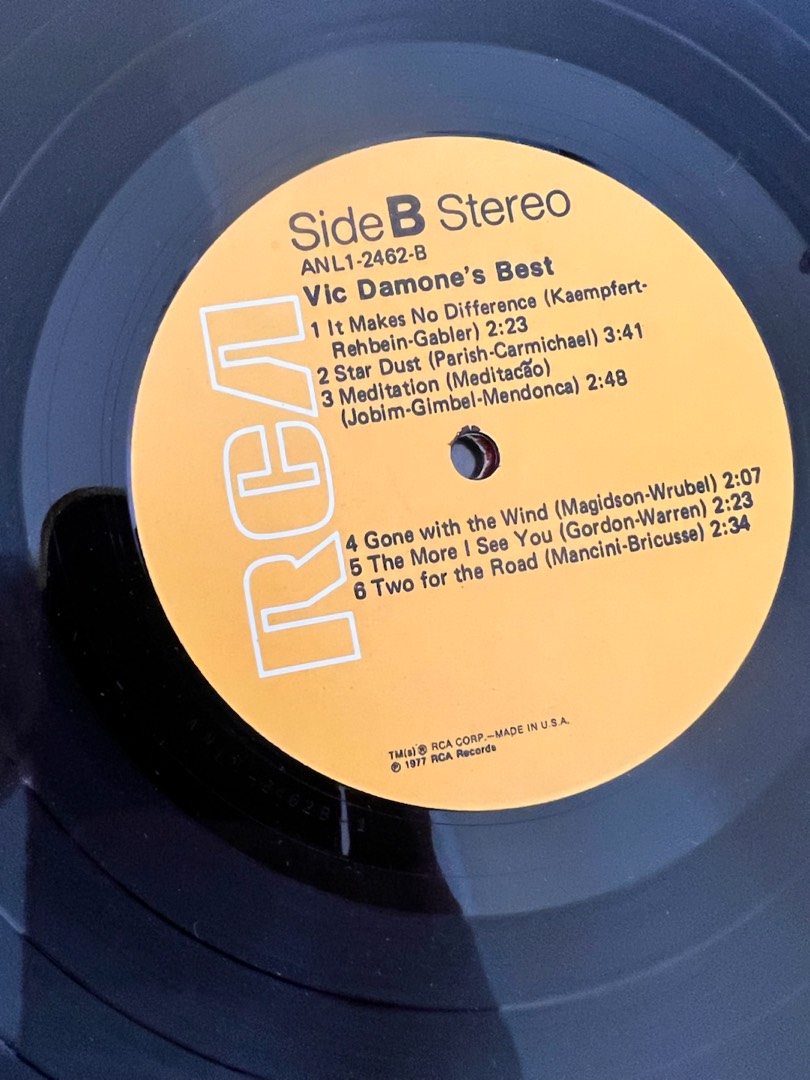 Side B Stereo
ANL1-2462-B
Vic Damone's Best
1 It Makes No Difference (Kaempfert-
Rehbein-Gabler) 2:23
2 Star Dust (Parish-Carmichael) 3:41
3 Meditation (Meditacão)
(Jobim-Gimbel-Mendonca) 2:48
4 Gone with the Wind (Magidson-Wrubel) 2:07
5 The More I See You (Gordon-Warren) 2:23
6 Two for the Road (Mancini-Bricusse) 2:34
RCA
TM(s) ® RCA CORP.—MADE IN U.S.A.
℗ 1977 RCA Records